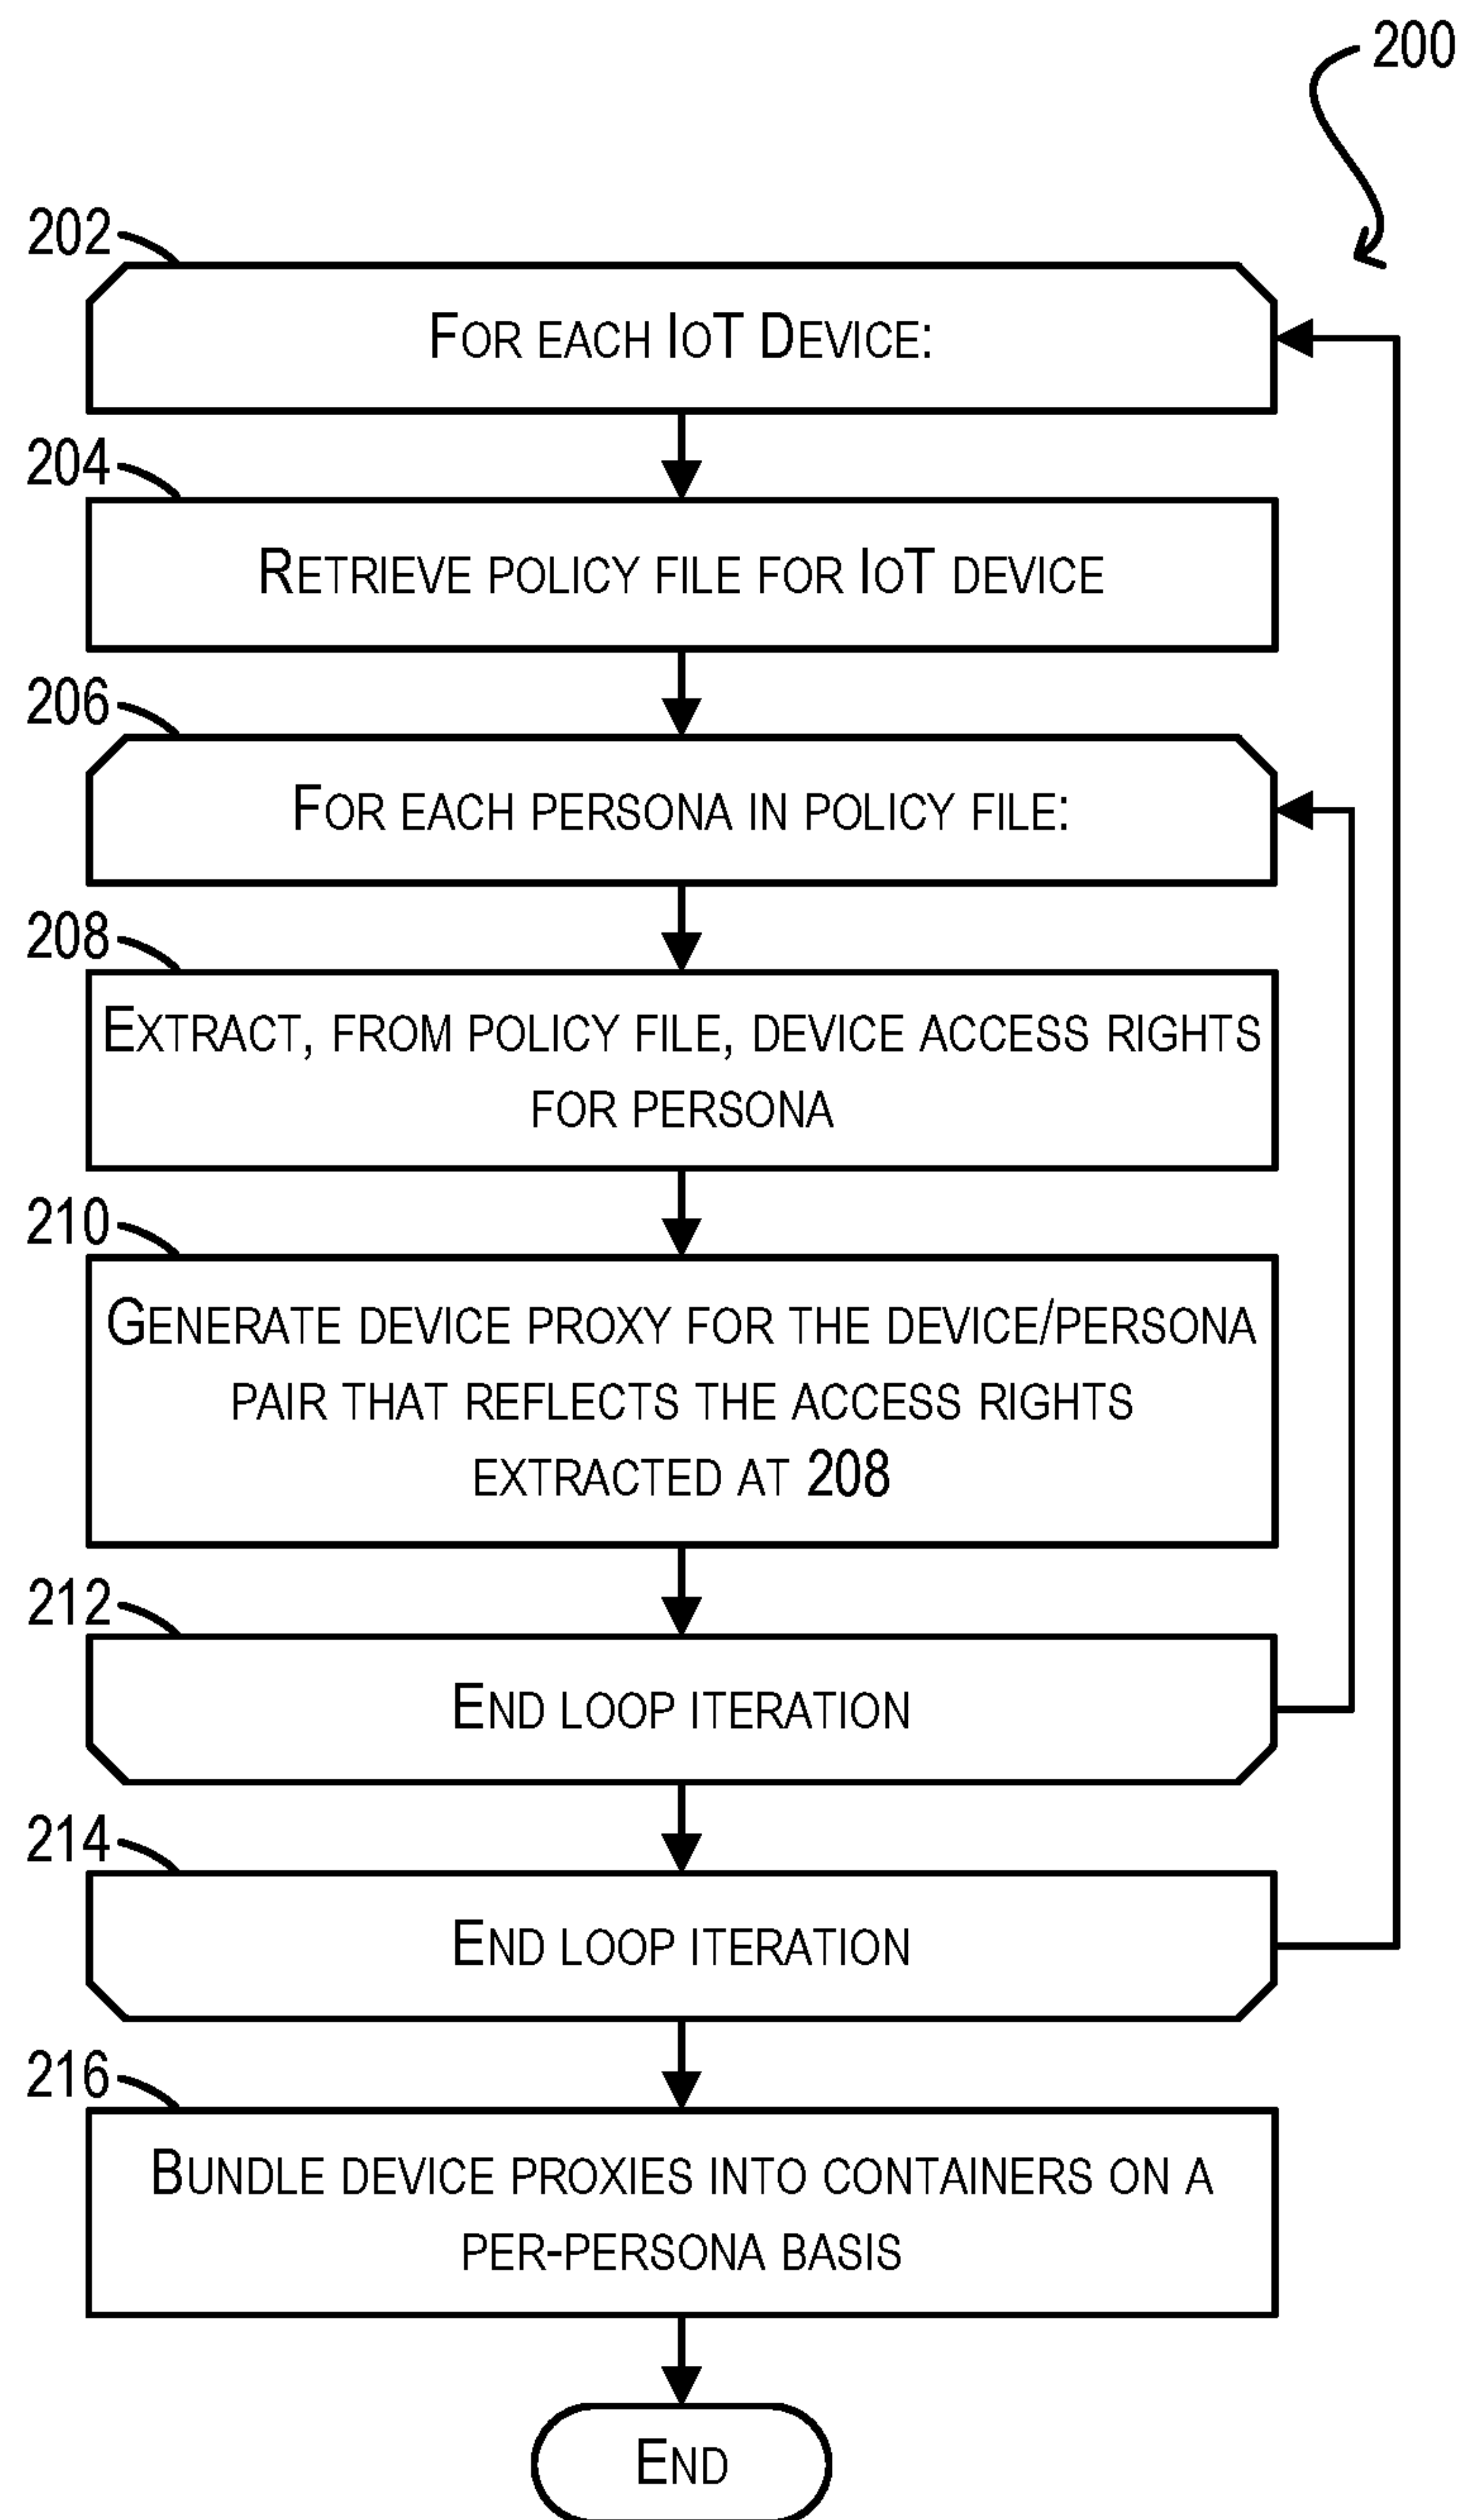 200
202
For each IoT Device:
204
Retrieve policy file for IoT device
206
For each persona in policy file:
208
Extract, from policy file, device access rights
for persona
210
Generate device proxy for the device/persona
pair that reflects the access rights
extracted at 208
212
End loop iteration
214
End loop iteration
216
Bundle device proxies into containers on a
per-persona basis
End